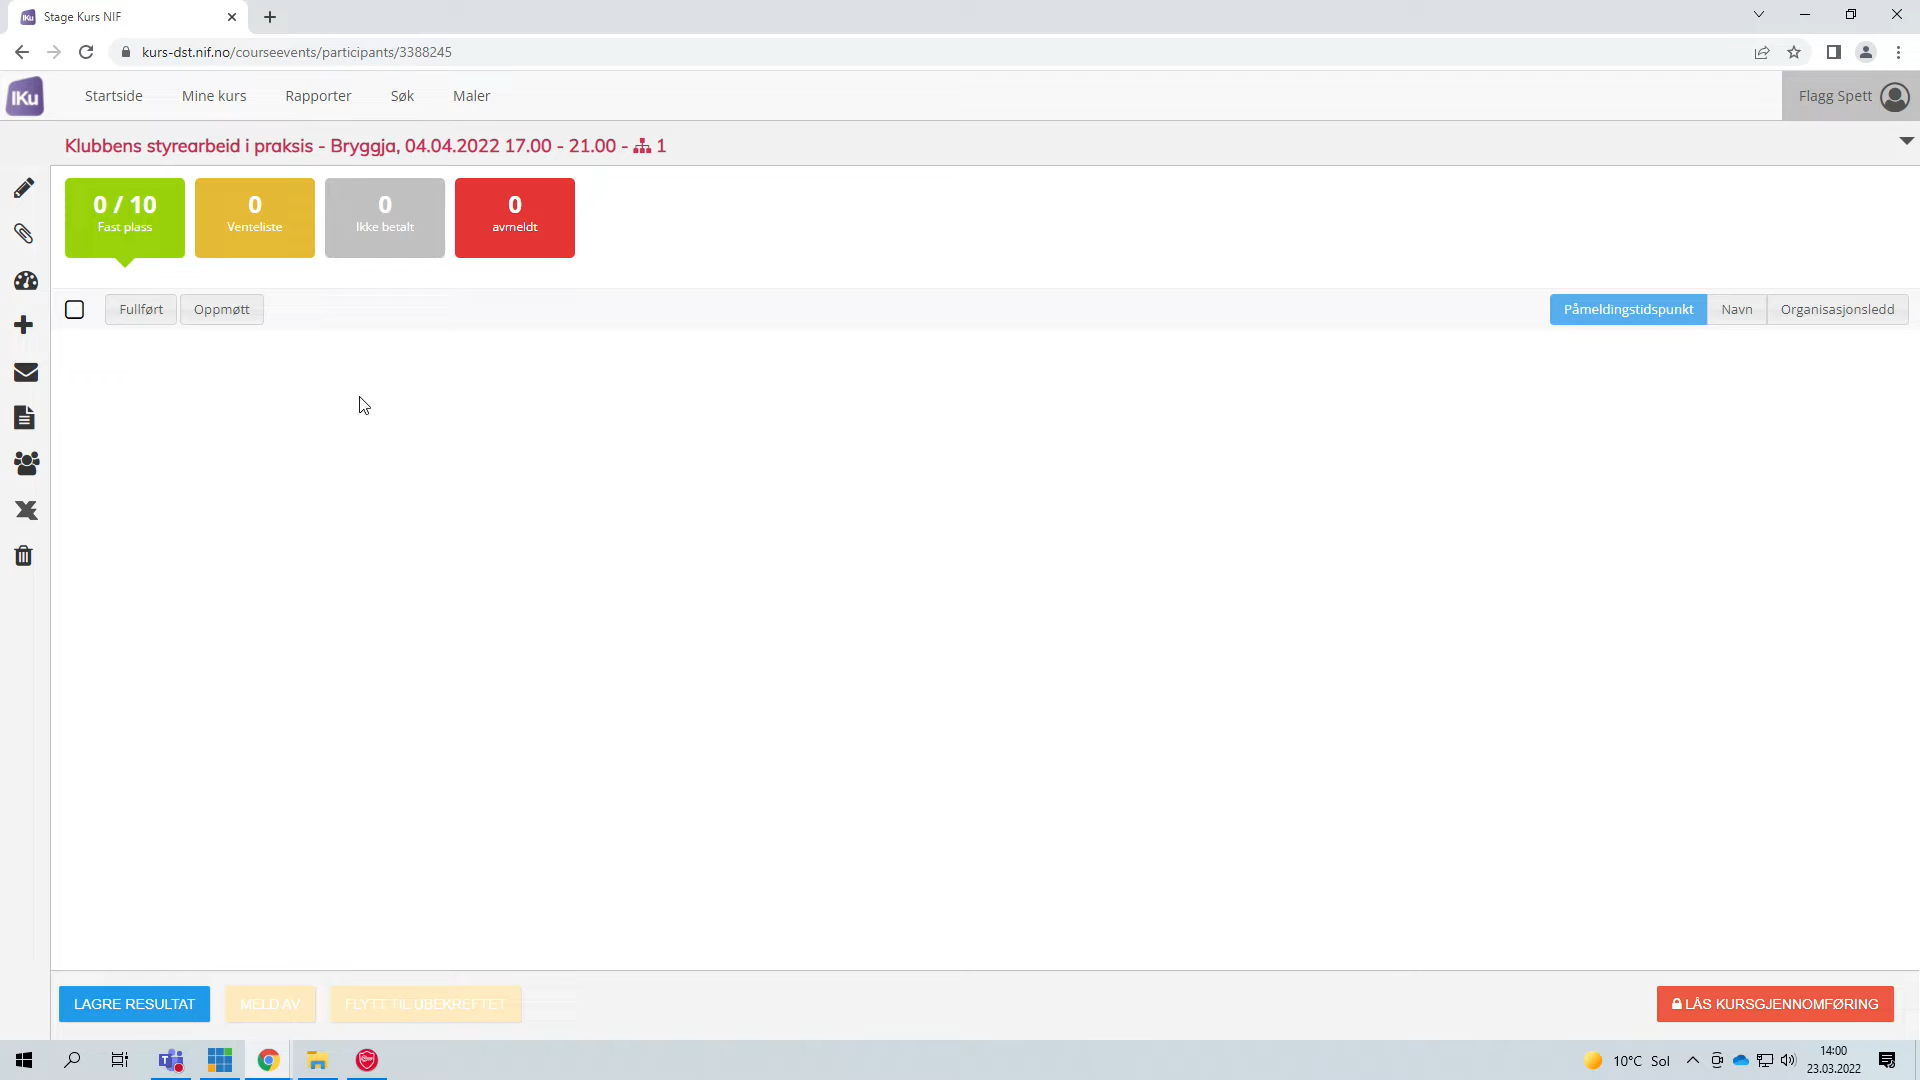 Stage Kurs NIF
kurs-dst.nif.no/courseevents/participants/3388245
IKu
Startside Mine kurs Rapporter Søk Maler
Flagg Spett
Klubbens styrearbeid i praksis - Bryggja, 04.04.2022 17.00 - 21.00 - 1
0 / 10
Fast plass
0
Venteliste
0
Ikke betalt
0
avmeldt
Fullført Oppmøtt
Påmeldingstidspunkt Navn Organisasjonsledd
LAGRE RESULTAT MELD AV FLYTT TIL UBEKREFTET
LÅS KURSGJENNOMFØRING
10°C Sol
14:00
23.03.2022